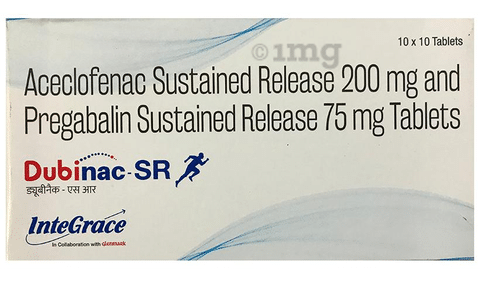 ©1mg
10 x 10 Tablets
Aceclofenac Sustained Release 200 mg and
Pregabalin Sustained Release 75 mg Tablets
Dubinac-SR
ड्यूबीनैक - एस आर
InteGrace
In Collaboration with Glenmark